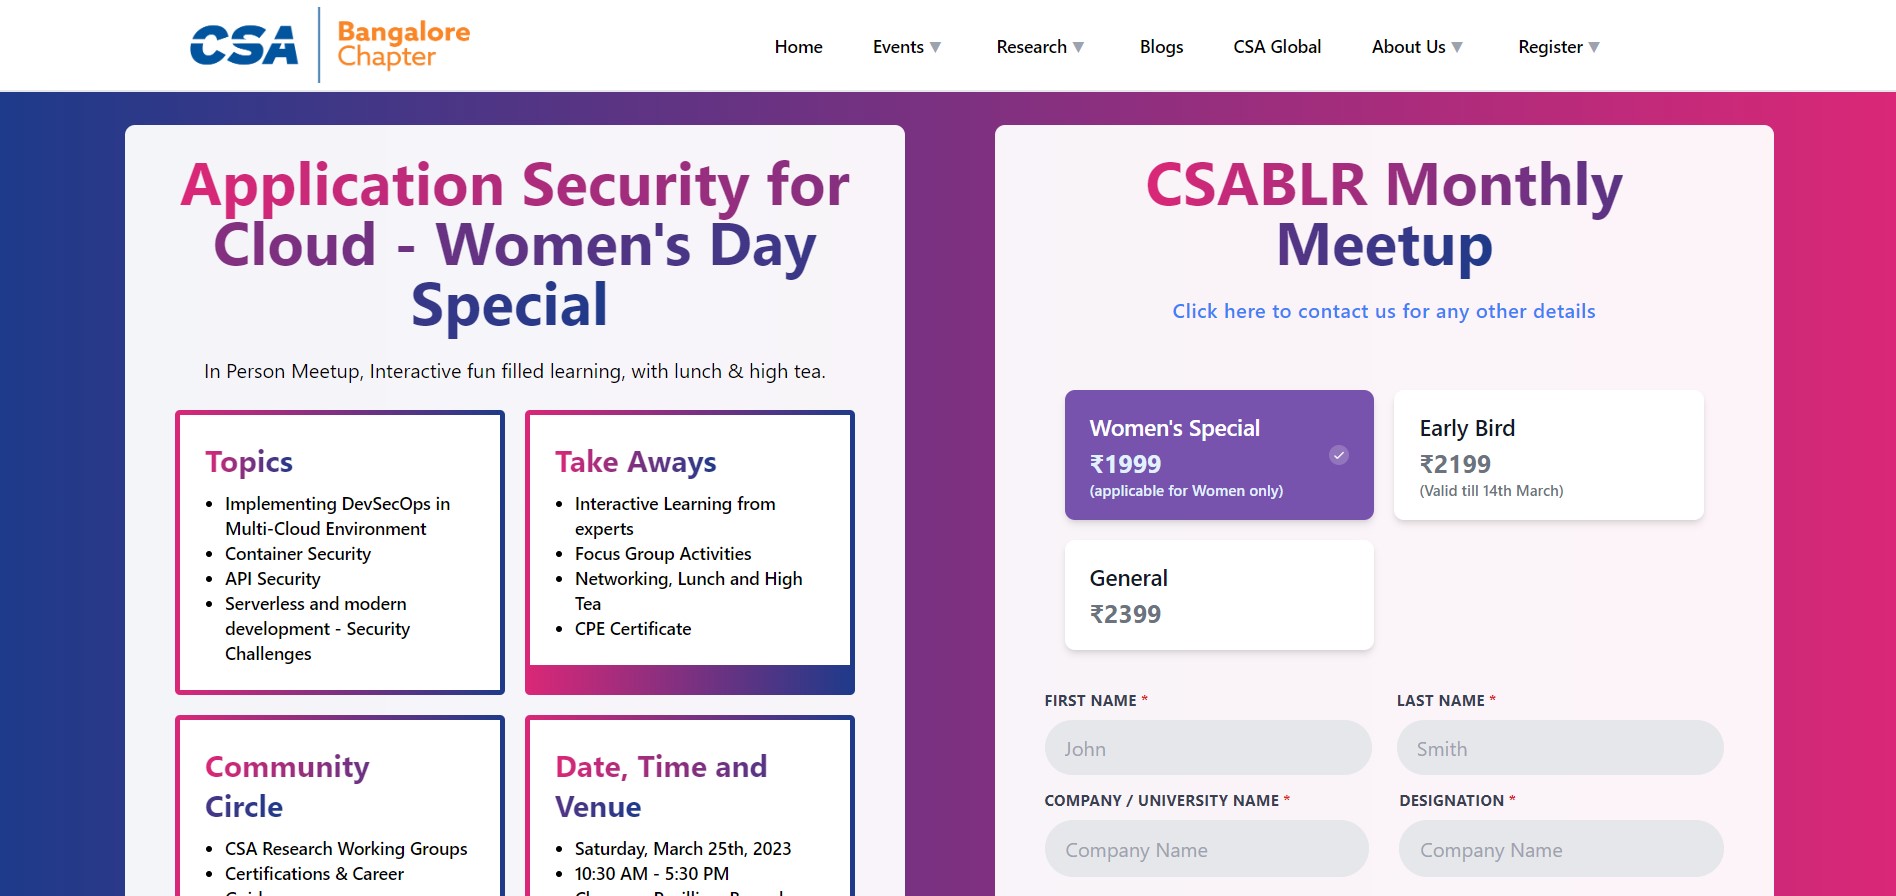 CSA
Bangalore
Chapter
Home
Events ▼
Research ▼
Blogs
CSA Global
About Us ▼
Register ▼
Application Security for
Cloud - Women's Day
Special
In Person Meetup, Interactive fun filled learning, with lunch & high tea.
Topics
• Implementing DevSecOps in
Multi-Cloud Environment
• Container Security
• API Security
• Serverless and modern
development - Security
Challenges
Take Aways
• Interactive Learning from
experts
• Focus Group Activities
• Networking, Lunch and High
Tea
• CPE Certificate
Community
Circle
• CSA Research Working Groups
• Certifications & Career
Date, Time and
Venue
• Saturday, March 25th, 2023
• 10:30 AM - 5:30 PM
CSABLR Monthly
Meetup
Click here to contact us for any other details
Women's Special
₹1999
(applicable for Women only)
Early Bird
₹2199
(Valid till 14th March)
General
₹2399
FIRST NAME *
LAST NAME *
John
Smith
COMPANY / UNIVERSITY NAME *
DESIGNATION *
Company Name
Company Name